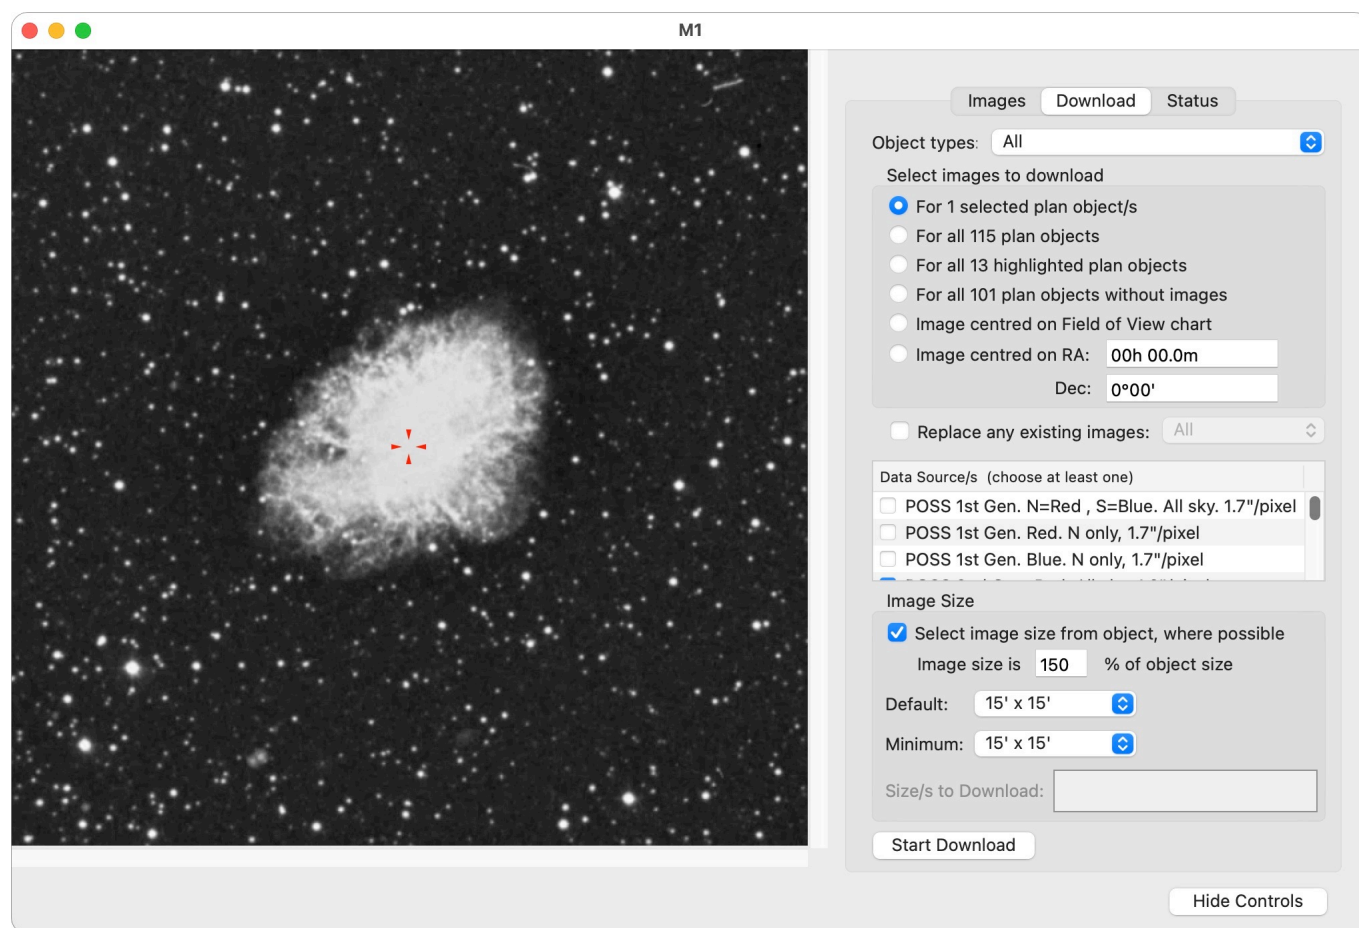 M1
Images Download Status
Object types: All
Select images to download
For 1 selected plan object/s
For all 115 plan objects
For all 13 highlighted plan objects
For all 101 plan objects without images
Image centred on Field of View chart
Image centred on RA: 00h 00.0m
Dec: 0°00'
Replace any existing images: All
Data Source/s (choose at least one)
POSS 1st Gen. N=Red , S=Blue. All sky. 1.7"/pixel
POSS 1st Gen. Red. N only, 1.7"/pixel
POSS 1st Gen. Blue. N only, 1.7"/pixel
Image Size
Select image size from object, where possible
Image size is 150 % of object size
Default: 15' x 15'
Minimum: 15' x 15'
Size/s to Download:
Start Download
Hide Controls